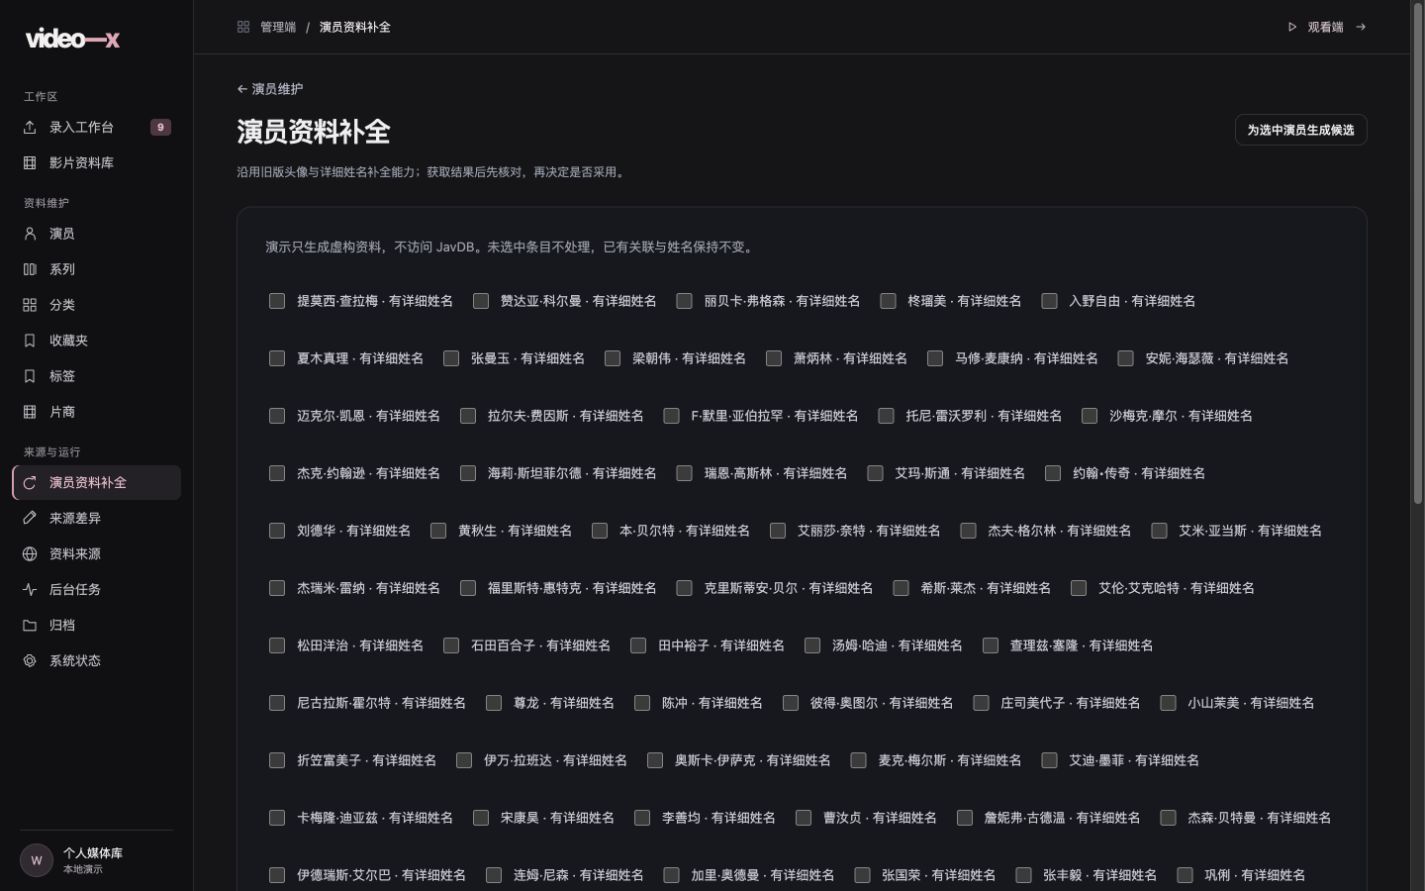 video—x
管理端 / 演员资料补全
观看端 →
工作区
录入工作台 9
影片资料库
资料维护
演员
系列
分类
收藏夹
标签
片商
来源与运行
演员资料补全
来源差异
资料来源
后台任务
归档
系统状态
W
个人媒体库
本地演示
← 演员维护
演员资料补全
为选中演员生成候选
沿用旧版头像与详细姓名补全能力；获取结果后先核对，再决定是否采用。
演示只生成虚构资料，不访问 JavDB。未选中条目不处理，已有关联与姓名保持不变。
提莫西·查拉梅 · 有详细姓名 赞达亚·科尔曼 · 有详细姓名 丽贝卡·弗格森 · 有详细姓名 柊瑠美 · 有详细姓名 入野自由 · 有详细姓名
夏木真理 · 有详细姓名 张曼玉 · 有详细姓名 梁朝伟 · 有详细姓名 萧炳林 · 有详细姓名 马修·麦康纳 · 有详细姓名 安妮·海瑟薇 · 有详细姓名
迈克尔·凯恩 · 有详细姓名 拉尔夫·费因斯 · 有详细姓名 F·默里·亚伯拉罕 · 有详细姓名 托尼·雷沃罗利 · 有详细姓名 沙梅克·摩尔 · 有详细姓名
杰克·约翰逊 · 有详细姓名 海莉·斯坦菲尔德 · 有详细姓名 瑞恩·高斯林 · 有详细姓名 艾玛·斯通 · 有详细姓名 约翰•传奇 · 有详细姓名
刘德华 · 有详细姓名 黄秋生 · 有详细姓名 本·贝尔特 · 有详细姓名 艾丽莎·奈特 · 有详细姓名 杰夫·格尔林 · 有详细姓名 艾米·亚当斯 · 有详细姓名
杰瑞米·雷纳 · 有详细姓名 福里斯特·惠特克 · 有详细姓名 克里斯蒂安·贝尔 · 有详细姓名 希斯·莱杰 · 有详细姓名 艾伦·艾克哈特 · 有详细姓名
松田洋治 · 有详细姓名 石田百合子 · 有详细姓名 田中裕子 · 有详细姓名 汤姆·哈迪 · 有详细姓名 查理兹·塞隆 · 有详细姓名
尼古拉斯·霍尔特 · 有详细姓名 尊龙 · 有详细姓名 陈冲 · 有详细姓名 彼得·奥图尔 · 有详细姓名 庄司美代子 · 有详细姓名 小山茉美 · 有详细姓名
折笠富美子 · 有详细姓名 伊万·拉班达 · 有详细姓名 奥斯卡·伊萨克 · 有详细姓名 麦克·梅尔斯 · 有详细姓名 艾迪·墨菲 · 有详细姓名
卡梅隆·迪亚兹 · 有详细姓名 宋康昊 · 有详细姓名 李善均 · 有详细姓名 曹汝贞 · 有详细姓名 詹妮弗·古德温 · 有详细姓名 杰森·贝特曼 · 有详细姓名
伊德瑞斯·艾尔巴 · 有详细姓名 连姆·尼森 · 有详细姓名 加里·奥德曼 · 有详细姓名 张国荣 · 有详细姓名 张丰毅 · 有详细姓名 巩俐 · 有详细姓名